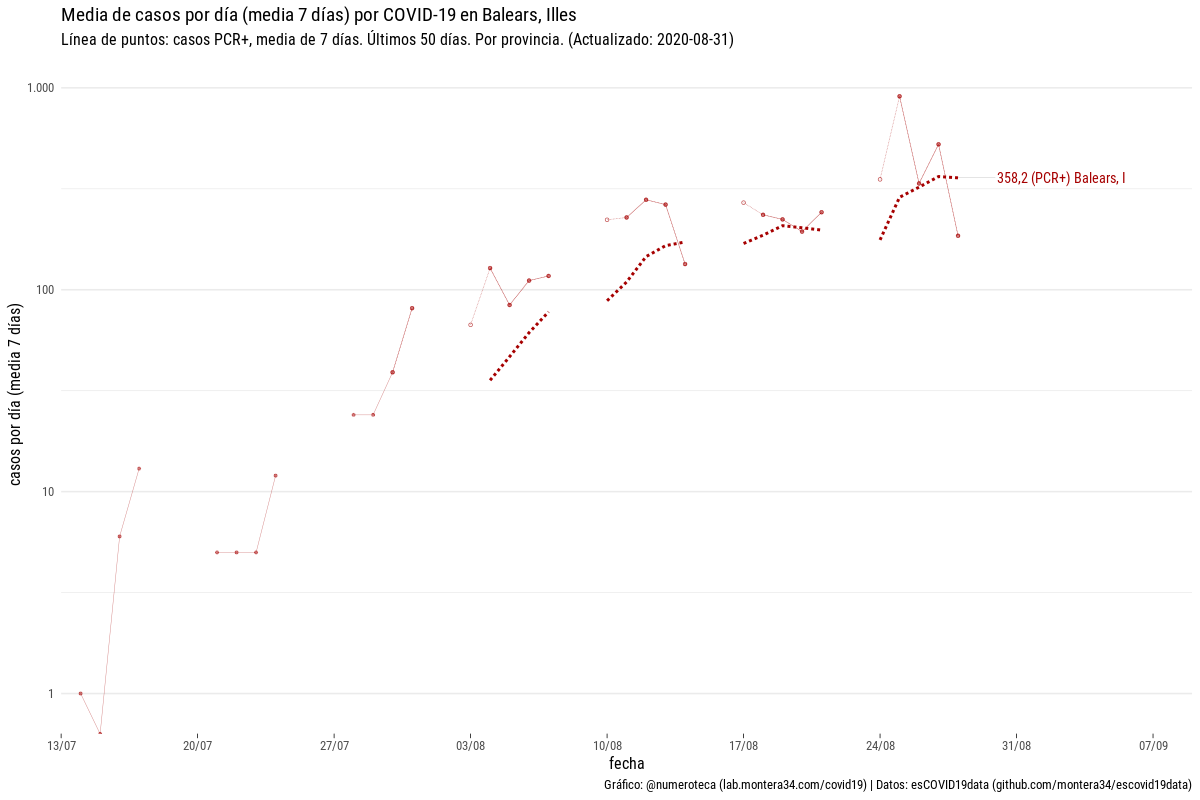 Media de casos por día (media 7 días) por COVID-19 en Balears, Illes
Línea de puntos: casos PCR+, media de 7 días. Últimos 50 días. Por provincia. (Actualizado: 2020-08-31)
casos por día (media 7 días)
1.000
100
10
1
358,2 (PCR+) Balears, I
13/07 20/07 27/07 03/08 10/08 17/08 24/08 31/08 07/09
fecha
Gráfico: @numeroteca (lab.montera34.com/covid19) | Datos: esCOVID19data (github.com/montera34/escovid19data)